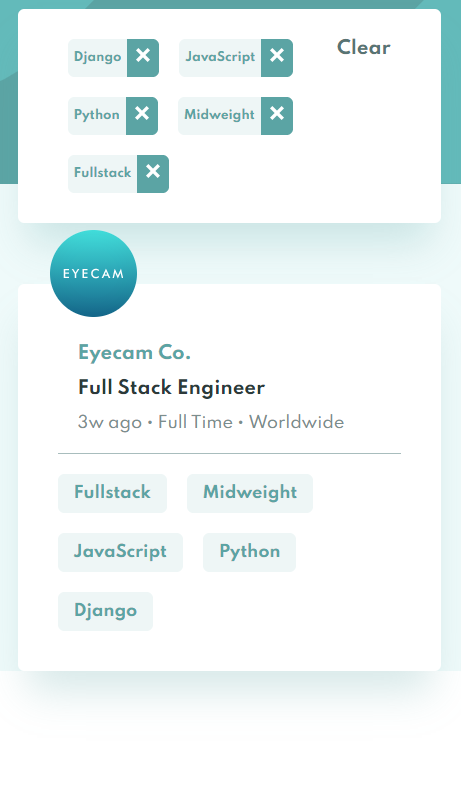 Django JavaScript Clear
Python Midweight
Fullstack
EYECAM
Eyecam Co.
Full Stack Engineer
3w ago • Full Time • Worldwide
Fullstack Midweight
JavaScript Python
Django